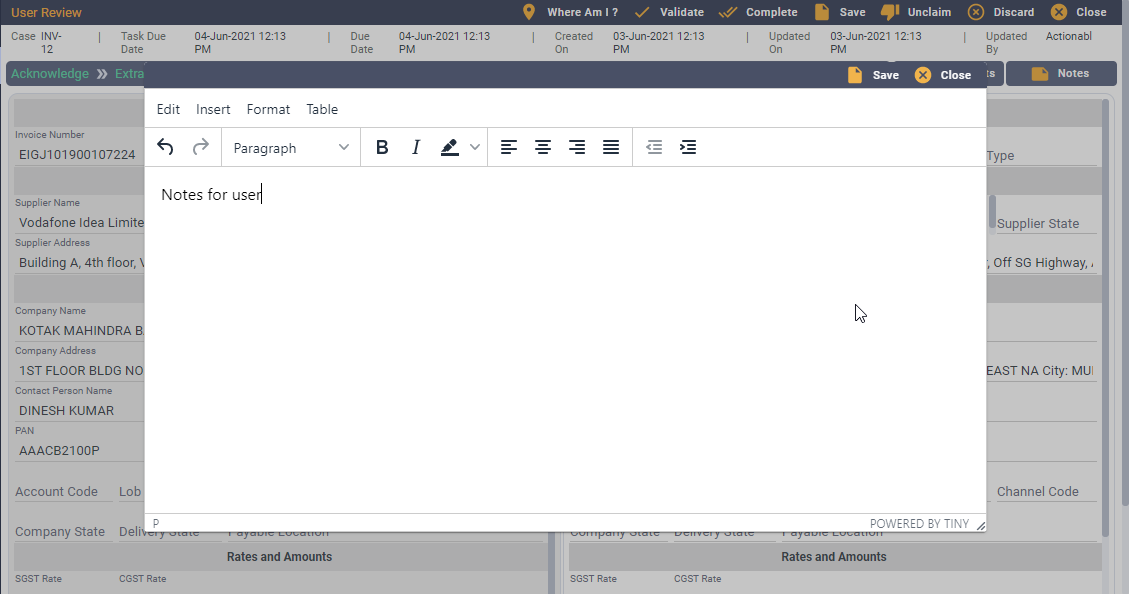 User Review
Where Am I ? Validate Complete Save Unclaim Discard Close
Case INV-12 | Task Due Date 04-Jun-2021 12:13 PM | Due Date 04-Jun-2021 12:13 PM | Created On 03-Jun-2021 12:13 PM | Updated On 03-Jun-2021 12:13 PM | Updated By Actionabl
Acknowledge Extra
Save Close
Notes
Edit Insert Format Table
Paragraph B I
Notes for user
Invoice Number
EIGJ101900107224
Type
Supplier Name
Vodafone Idea Limite
Supplier State
Supplier Address
Building A, 4th floor, V
, Off SG Highway,
Company Name
KOTAK MAHINDRA B
Company Address
1ST FLOOR BLDG NO
EAST NA City: MU
Contact Person Name
DINESH KUMAR
PAN
AAACB2100P
Account Code Lob
Channel Code
P
POWERED BY TINY
Company State Delivery State Payable Location
Company State Delivery State Payable Location
Rates and Amounts
Rates and Amounts
SGST Rate CGST Rate
SGST Rate CGST Rate